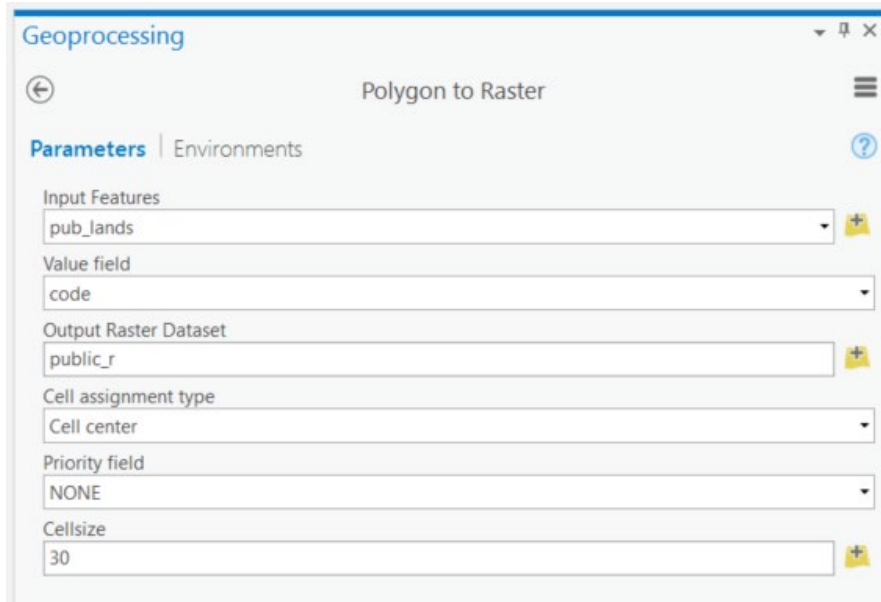 Geoprocessing
Polygon to Raster
Parameters | Environments
Input Features
pub_lands
Value field
code
Output Raster Dataset
public_r
Cell assignment type
Cell center
Priority field
NONE
Cellsize
30